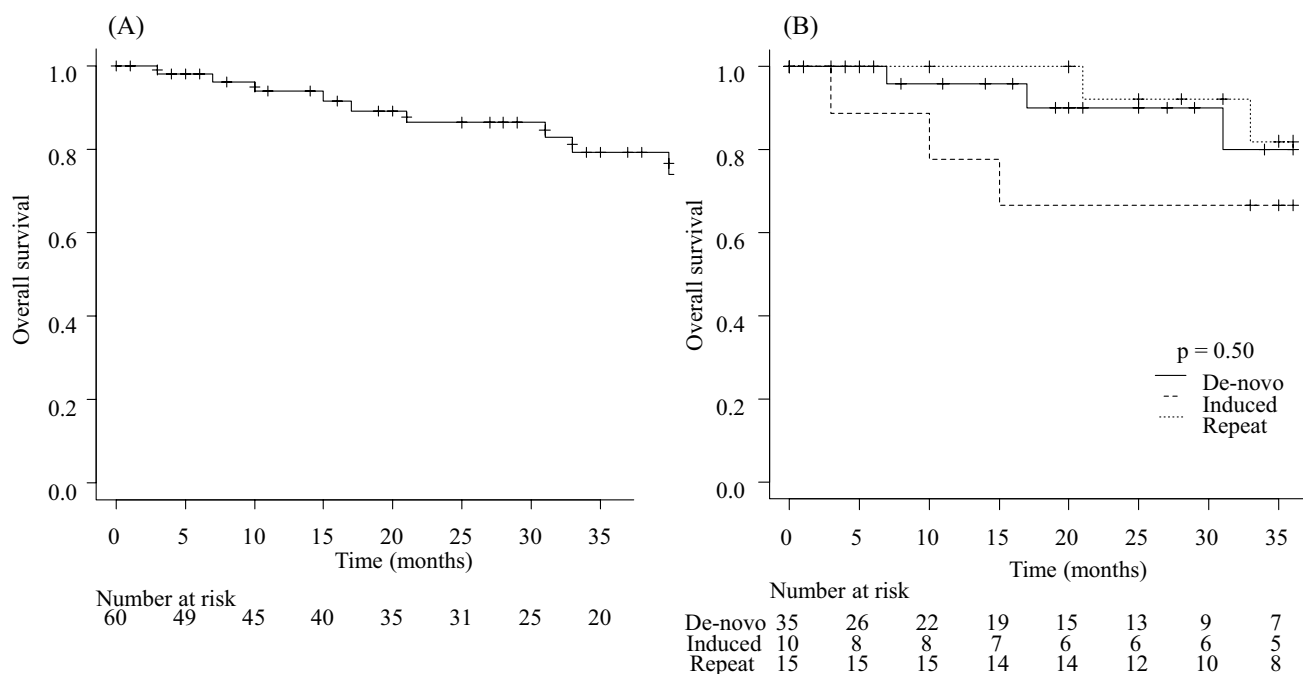 (A)
1.0
0.8
0.6
0.4
0.2
0.0
Overall survival
0 5 10 15 20 25 30 35
Time (months)
Number at risk
60 49 45 40 35 31 25 20
(B)
1.0
0.8
0.6
0.4
0.2
0.0
Overall survival
p = 0.50
De-novo
Induced
Repeat
0 5 10 15 20 25 30 35
Time (months)
Number at risk
De-novo 35 26 22 19 15 13 9 7
Induced 10 8 8 7 6 6 6 5
Repeat 15 15 15 14 14 12 10 8